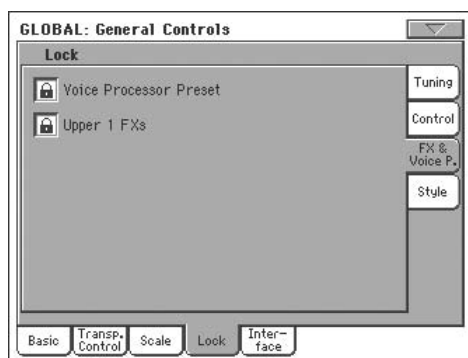 GLOBAL: General Controls
Lock
Voice Processor Preset
Upper 1 FXs
Tuning
Control
FX &
Voice P.
Style
Basic
Transp.
Control
Scale
Lock
Inter-
face